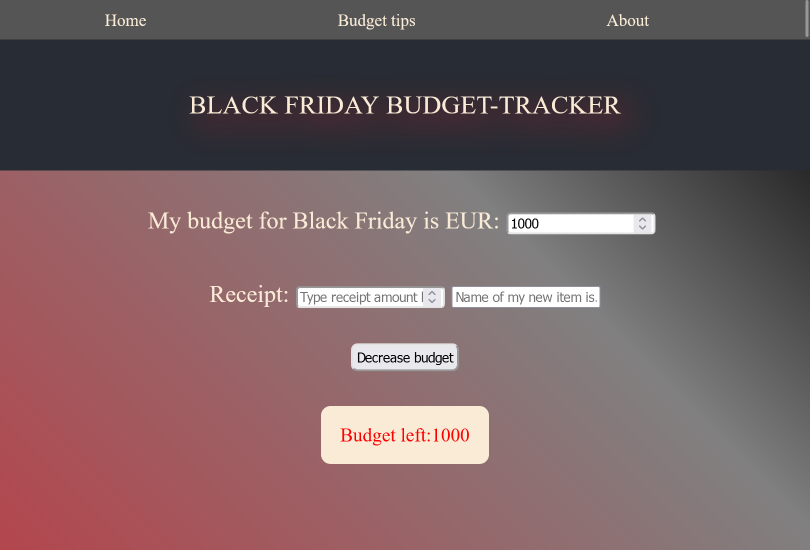 Home Budget tips About
BLACK FRIDAY BUDGET-TRACKER
My budget for Black Friday is EUR: 1000
Receipt: Type receipt amount Name of my new item is.
Decrease budget
Budget left:1000